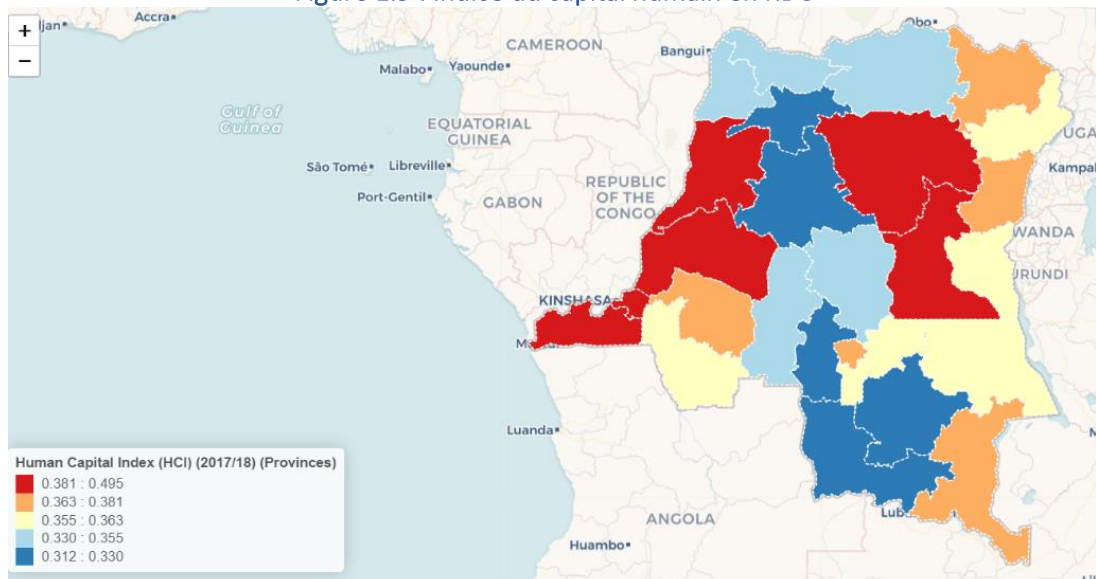 +
−
Accra
CAMEROON
Bangui
Obo
Malabo
Yaounde
Gulf of
Guinea
EQUATORIAL
GUINEA
UGA
São Tomé
Libreville
REPUBLIC
OF THE
CONGO
Kampal
Port-Gentil
GABON
WANDA
URUNDI
KINSHASA
Luanda
Human Capital Index (HCI) (2017/18) (Provinces)
0.381 : 0.495
0.363 : 0.381
0.355 : 0.363
0.330 : 0.355
0.312 : 0.330
ANGOLA
Huambo